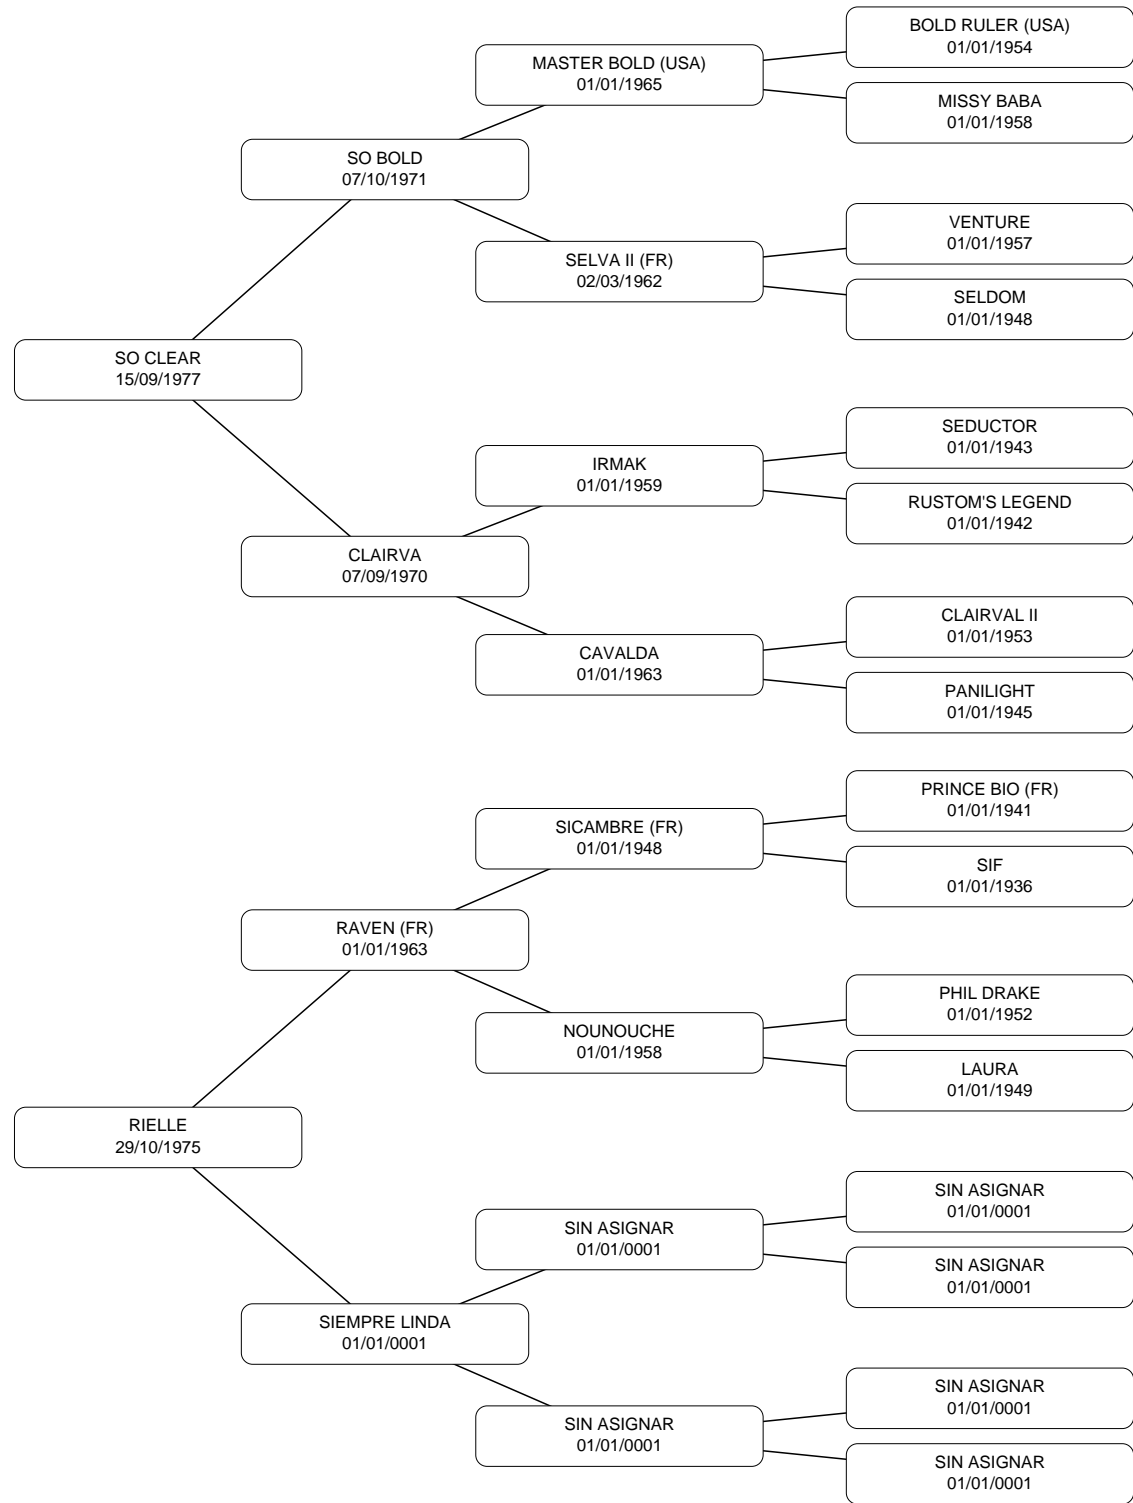 BOLD RULER (USA)
01/01/1954
MASTER BOLD (USA)
01/01/1965
MISSY BABA
01/01/1958
SO BOLD
07/10/1971
VENTURE
01/01/1957
SELVA II (FR)
02/03/1962
SELDOM
01/01/1948
SO CLEAR
15/09/1977
SEDUCTOR
01/01/1943
IRMAK
01/01/1959
RUSTOM'S LEGEND
01/01/1942
CLAIRVA
07/09/1970
CLAIRVAL II
01/01/1953
CAVALDA
01/01/1963
PANILIGHT
01/01/1945
PRINCE BIO (FR)
01/01/1941
SICAMBRE (FR)
01/01/1948
SIF
01/01/1936
RAVEN (FR)
01/01/1963
PHIL DRAKE
01/01/1952
NOUNOUCHE
01/01/1958
LAURA
01/01/1949
RIELLE
29/10/1975
SIN ASIGNAR
01/01/0001
SIN ASIGNAR
01/01/0001
SIN ASIGNAR
01/01/0001
SIEMPRE LINDA
01/01/0001
SIN ASIGNAR
01/01/0001
SIN ASIGNAR
01/01/0001
SIN ASIGNAR
01/01/0001